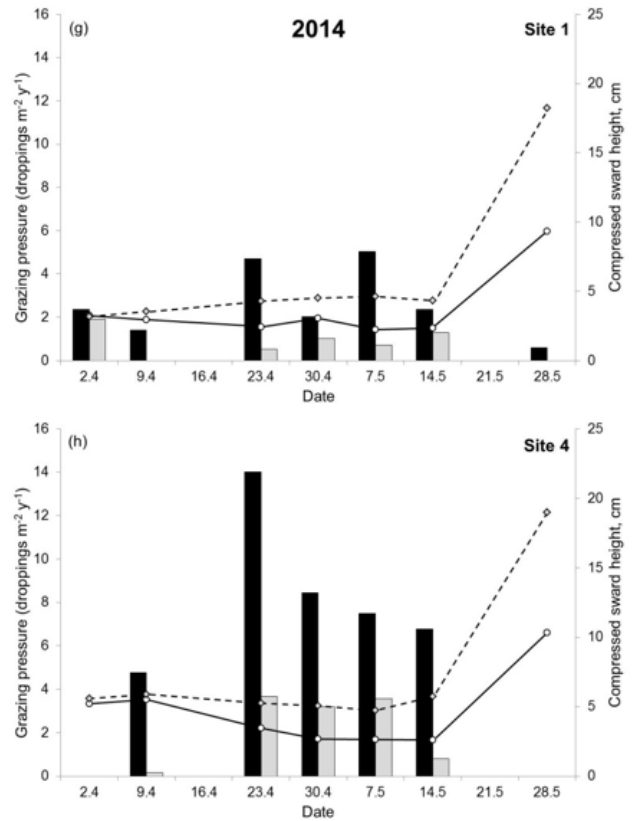 (g)
2014
Site 1
Grazing pressure (droppings m⁻² y⁻¹)
Compressed sward height, cm
16
14
12
10
8
6
4
2
0
25
20
15
10
5
0
2.4 9.4 16.4 23.4 30.4 7.5 14.5 21.5 28.5
Date
(h)
Site 4
Grazing pressure (droppings m⁻² y⁻¹)
Compressed sward height, cm
16
14
12
10
8
6
4
2
0
25
20
15
10
5
0
2.4 9.4 16.4 23.4 30.4 7.5 14.5 21.5 28.5
Date